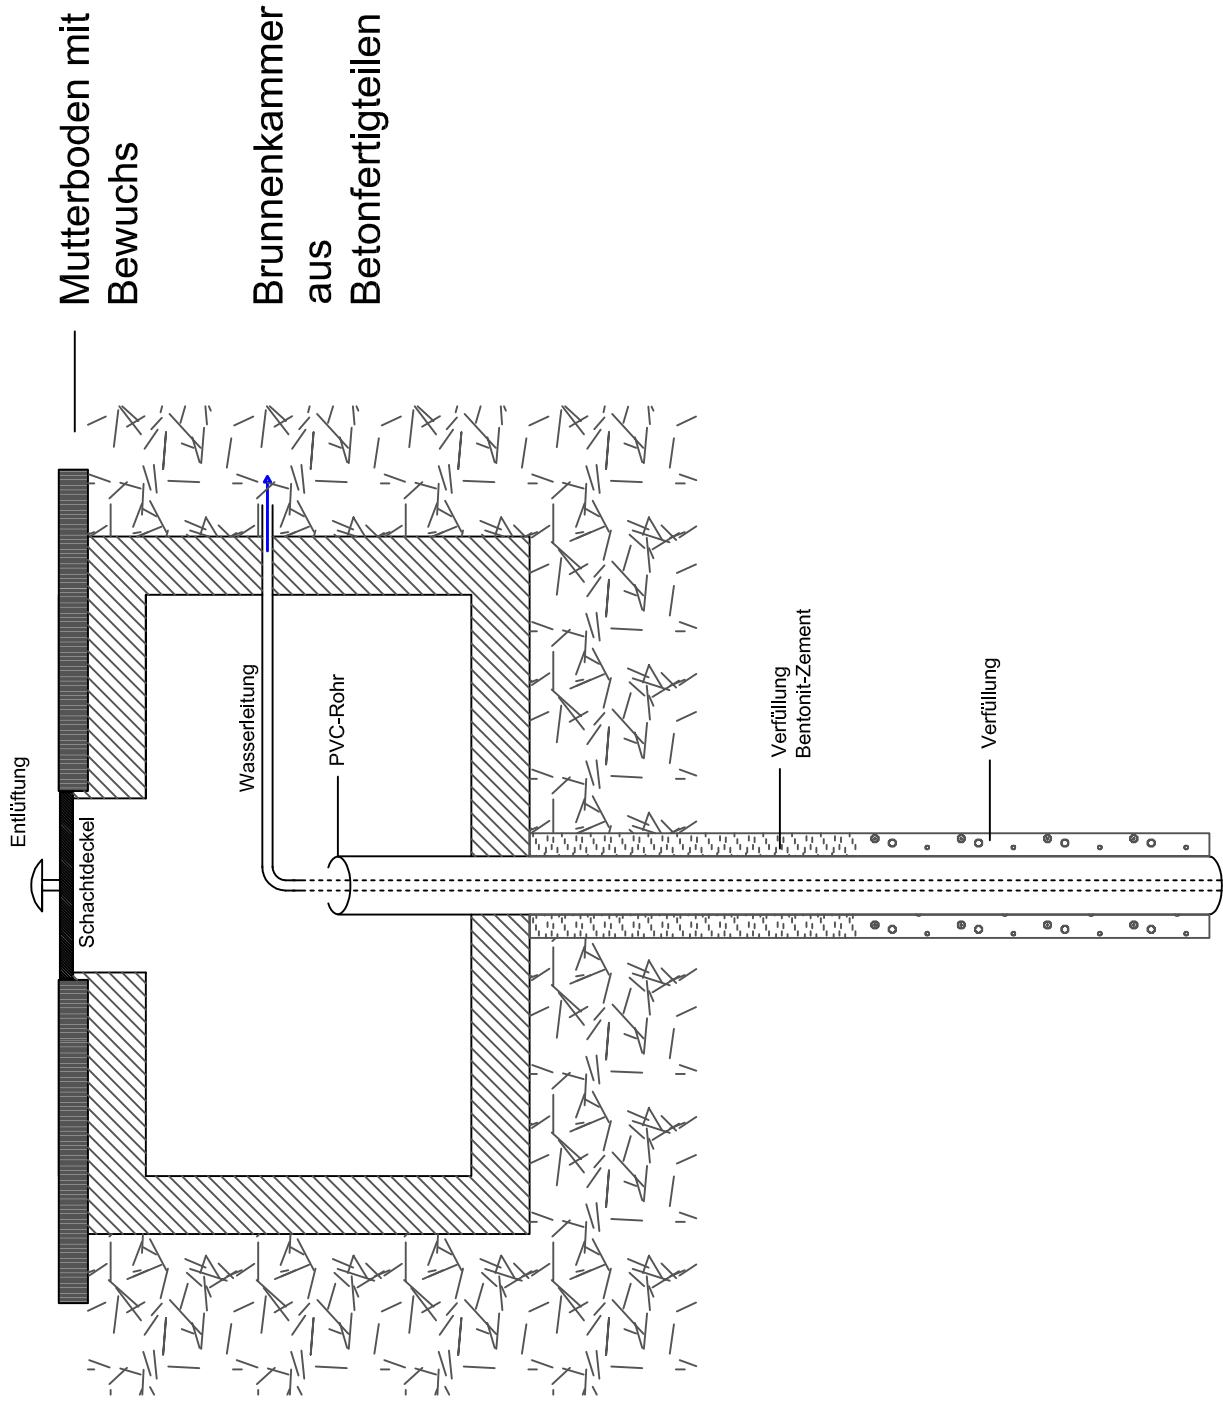 Mutterboden mit
Bewuchs
Brunnenkammer
aus
Betonfertigteilen
Entlüftung
Schachtdeckel
Wasserleitung
PVC-Rohr
Verfüllung
Bentonit-Zement
Verfüllung